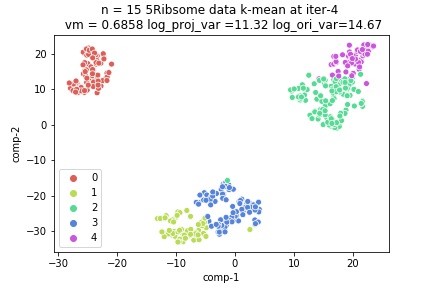 n = 15 5Ribsome data k-mean at iter-4
vm = 0.6858 log_proj_var =11.32 log_ori_var=14.67
comp-2
20
10
0
−10
−20
−30
0
1
2
3
4
−30 −20 −10 0 10 20
comp-1